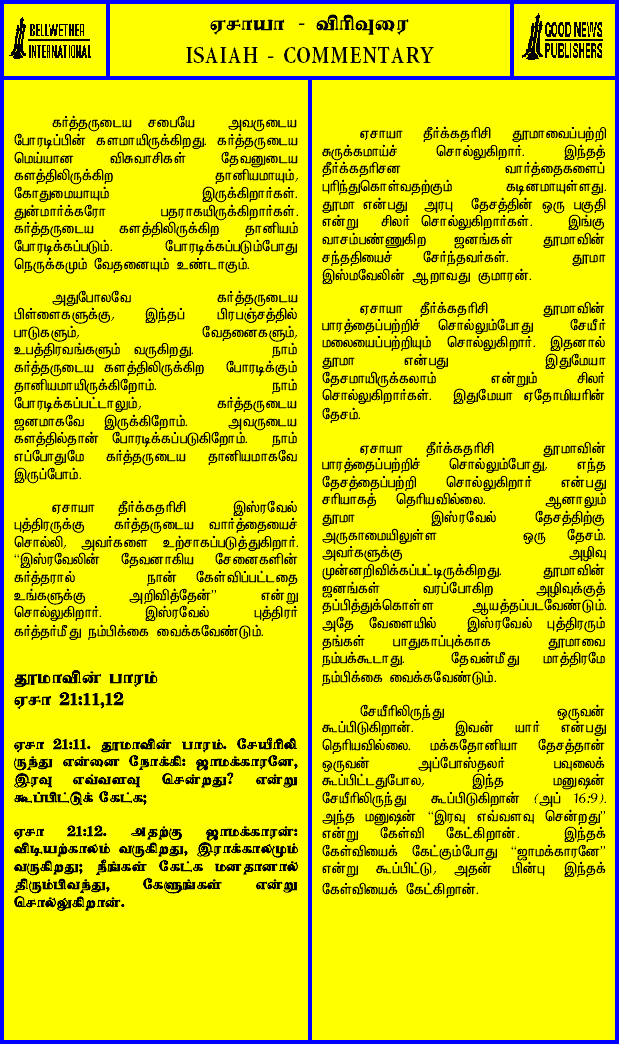 BELLWETHER
INTERNATIONAL
ஏசாயா - விரிவுரை
ISAIAH - COMMENTARY
GOOD NEWS
PUBLISHERS
கர்த்தருடைய சபையே அவருடைய
போரடிப்பின் களமாயிருக்கிறது. கர்த்தருடைய
மெய்யான விசுவாசிகள் தேவனுடைய
களத்திலிருக்கிற தானியமாயும்,
கோதுமையாயும் இருக்கிறார்கள்.
துன்மார்க்கரோ பதராகயிருக்கிறார்கள்.
கர்த்தருடைய களத்திலிருக்கிற தானியம்
போரடிக்கப்படும். போரடிக்கப்படும்போது
நெருக்கமும் வேதனையும் உண்டாகும்.
அதுபோலவே கர்த்தருடைய
பிள்ளைகளுக்கு, இந்தப் பிரபஞ்சத்தில்
பாடுகளும், வேதனைகளும்,
உபத்திரவங்களும் வருகிறது. நாம்
கர்த்தருடைய களத்திலிருக்கிற போரடிக்கும்
தானியமாயிருக்கிறோம். நாம்
போரடிக்கப்பட்டாலும், கர்த்தருடைய
ஜனமாகவே இருக்கிறோம். அவருடைய
களத்தில்தான் போரடிக்கப்படுகிறோம். நாம்
எப்போதுமே கர்த்தருடைய தானியமாகவே
இருப்போம்.
ஏசாயா தீர்க்கதரிசி இஸ்ரவேல்
புத்திரருக்கு கர்த்தருடைய வார்த்தையைச்
சொல்லி, அவர்களை உற்சாகப்படுத்துகிறார்.
“இஸ்ரவேலின் தேவனாகிய சேனைகளின்
கர்த்தரால் நான் கேள்விப்பட்டதை
உங்களுக்கு அறிவித்தேன்” என்று
சொல்லுகிறார். இஸ்ரவேல் புத்திரர்
கர்த்தர்மீது நம்பிக்கை வைக்கவேண்டும்.
தூமாவின் பாரம்
ஏசா 21:11,12
ஏசா 21:11. தூமாவின் பாரம். சேயீரிலி
ருந்து என்னை நோக்கி: ஜாமக்காரனே,
இரவு எவ்வளவு சென்றது? என்று
கூப்பிட்டுக் கேட்க;
ஏசா 21:12. அதற்கு ஜாமக்காரன்:
விடியற்காலம் வருகிறது, இராக்காலமும்
வருகிறது; நீங்கள் கேட்க மனதானால்
திரும்பிவந்து, கேளுங்கள் என்று
சொல்லுகிறான்.
ஏசாயா தீர்க்கதரிசி தூமாவைப்பற்றி
சுருக்கமாய்ச் சொல்லுகிறார். இந்தத்
தீர்க்கதரிசன வார்த்தைகளைப்
புரிந்துகொள்வதற்கும் கடினமாயுள்ளது.
தூமா என்பது அரபு தேசத்தின் ஒரு பகுதி
என்று சிலர் சொல்லுகிறார்கள். இங்கு
வாசம்பண்ணுகிற ஜனங்கள் தூமாவின்
சந்ததியைச் சேர்ந்தவர்கள். தூமா
இஸ்மவேலின் ஆறாவது குமாரன்.
ஏசாயா தீர்க்கதரிசி தூமாவின்
பாரத்தைப்பற்றிச் சொல்லும்போது சேயீர்
மலையைப்பற்றியும் சொல்லுகிறார். இதனால்
தூமா என்பது இதுமேயா
தேசமாயிருக்கலாம் என்றும் சிலர்
சொல்லுகிறார்கள். இதுமேயா ஏதோமியரின்
தேசம்.
ஏசாயா தீர்க்கதரிசி தூமாவின்
பாரத்தைப்பற்றிச் சொல்லும்போது, எந்த
தேசத்தைப்பற்றி சொல்லுகிறார் என்பது
சரியாகத் தெரியவில்லை. ஆனாலும்
தூமா இஸ்ரவேல் தேசத்திற்கு
அருகாமையிலுள்ள ஒரு தேசம்.
அவர்களுக்கு அழிவு
முன்னறிவிக்கப்பட்டிருக்கிறது. தூமாவின்
ஜனங்கள் வரப்போகிற அழிவுக்குத்
தப்பித்துக்கொள்ள ஆயத்தப்படவேண்டும்.
அதே வேளையில் இஸ்ரவேல் புத்திரரும்
தங்கள் பாதுகாப்புக்காக தூமாவை
நம்பக்கூடாது. தேவன்மீது மாத்திரமே
நம்பிக்கை வைக்கவேண்டும்.
சேயீரிலிருந்து ஒருவன்
கூப்பிடுகிறான். இவன் யார் என்பது
தெரியவில்லை. மக்கதோனியா தேசத்தான்
ஒருவன் அப்போஸ்தலர் பவுலைக்
கூப்பிட்டதுபோல, இந்த மனுஷன்
சேயீரிலிருந்து கூப்பிடுகிறான் (அப் 16:9).
அந்த மனுஷன் “இரவு எவ்வளவு சென்றது”
என்று கேள்வி கேட்கிறான். இந்தக்
கேள்வியைக் கேட்கும்போது “ஜாமக்காரனே”
என்று கூப்பிட்டு, அதன் பின்பு இந்தக்
கேள்வியைக் கேட்கிறான்.